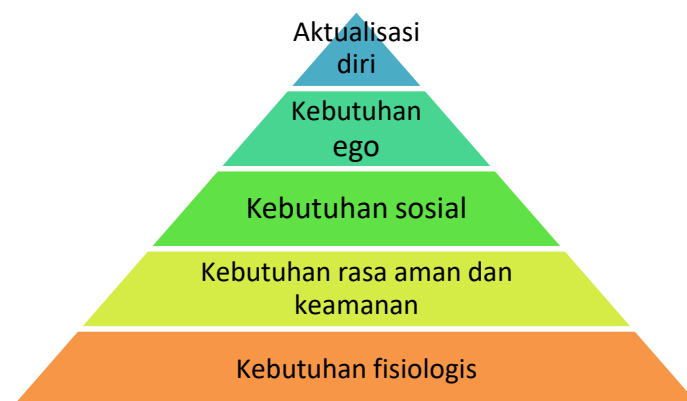 Aktualisasi
diri
Kebutuhan
ego
Kebutuhan sosial
Kebutuhan rasa aman dan
keamanan
Kebutuhan fisiologis